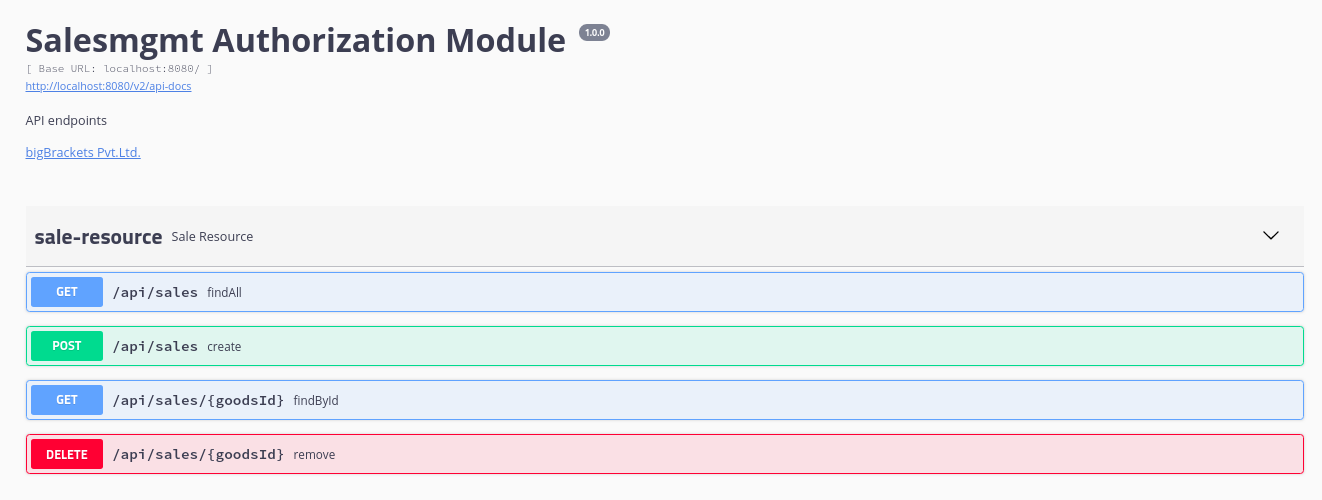 Salesmgmt Authorization Module 1.0.0
[ Base URL: localhost:8080/ ]
http://localhost:8080/v2/api-docs
API endpoints
bigBrackets Pvt.Ltd.
sale-resource Sale Resource
GET /api/sales findAll
POST /api/sales create
GET /api/sales/{goodsId} findById
DELETE /api/sales/{goodsId} remove